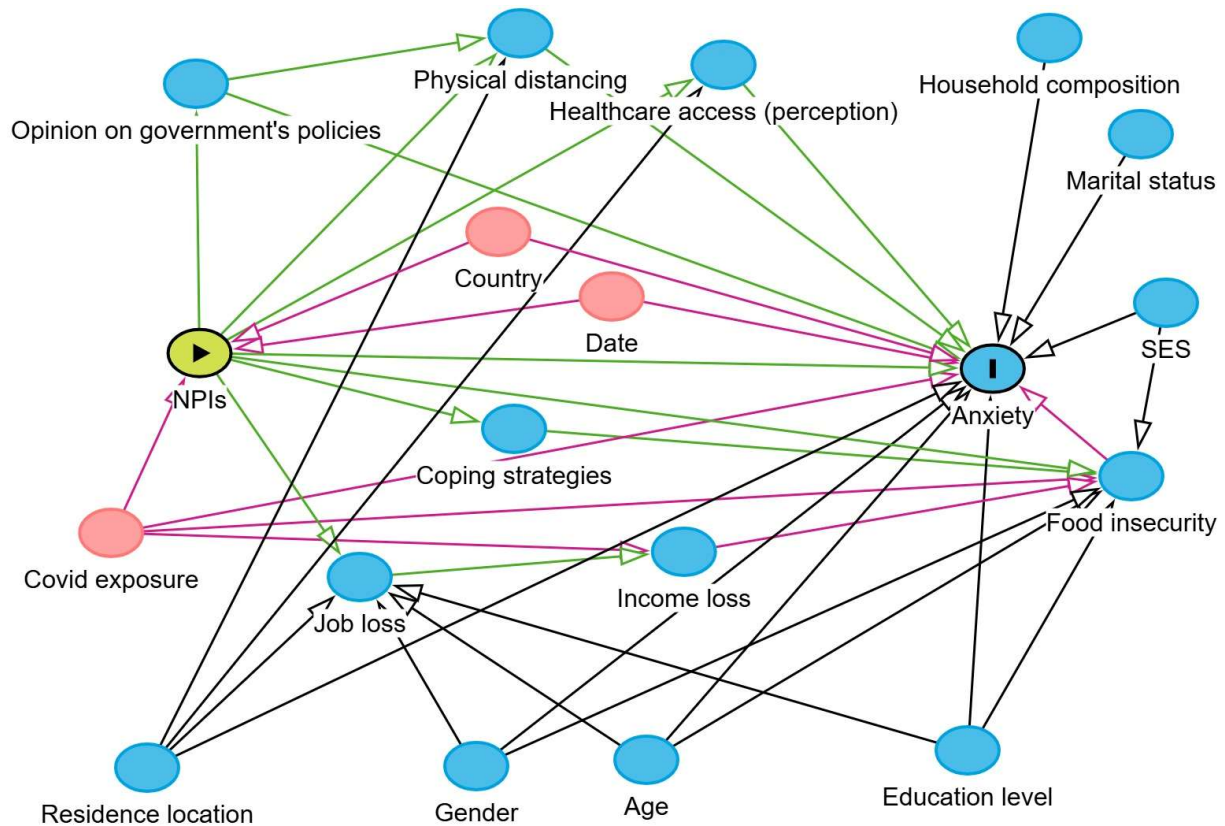 Physical distancing
Household composition
Healthcare access (perception)
Opinion on government's policies
Marital status
Country
Date
SES
NPIs
Anxiety
Coping strategies
Food insecurity
Covid exposure
Income loss
Job loss
Education level
Residence location
Gender
Age